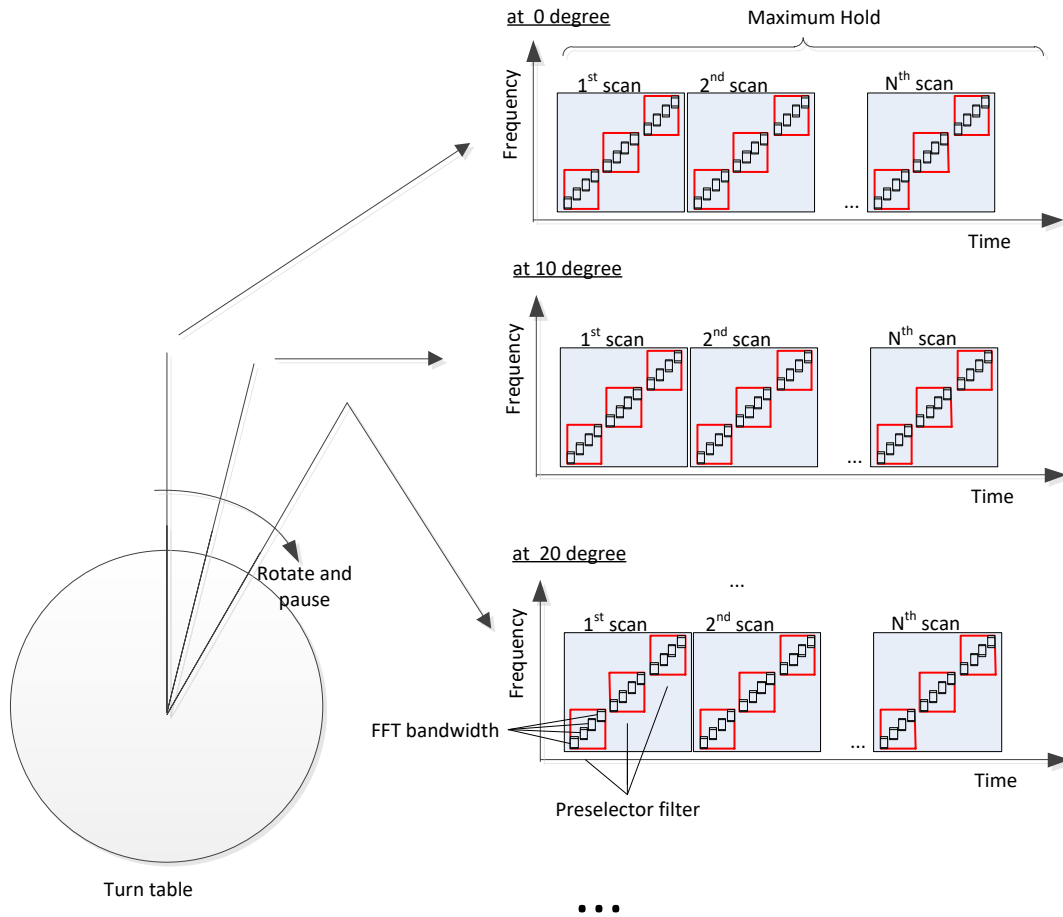 at 0 degree
Maximum Hold
Frequency
1st scan
2nd scan
Nth scan
...
Time
at 10 degree
Frequency
1st scan
2nd scan
Nth scan
...
Time
at 20 degree
...
Frequency
1st scan
2nd scan
Nth scan
...
Time
Rotate and
pause
FFT bandwidth
Preselector filter
Turn table
...